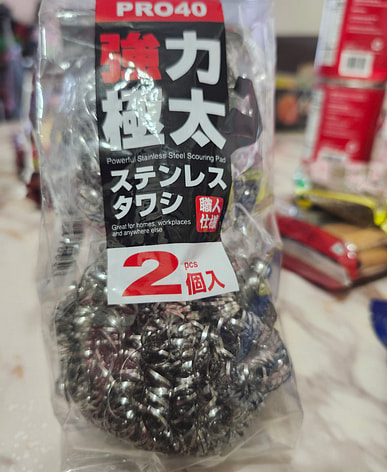 PRO40
強力
極太
Powerful Stainless Steel Scouring Pad
ステンレス
タワシ
職人
仕様
Great for homes, workplaces
and anywhere else.
2 pcs
個入